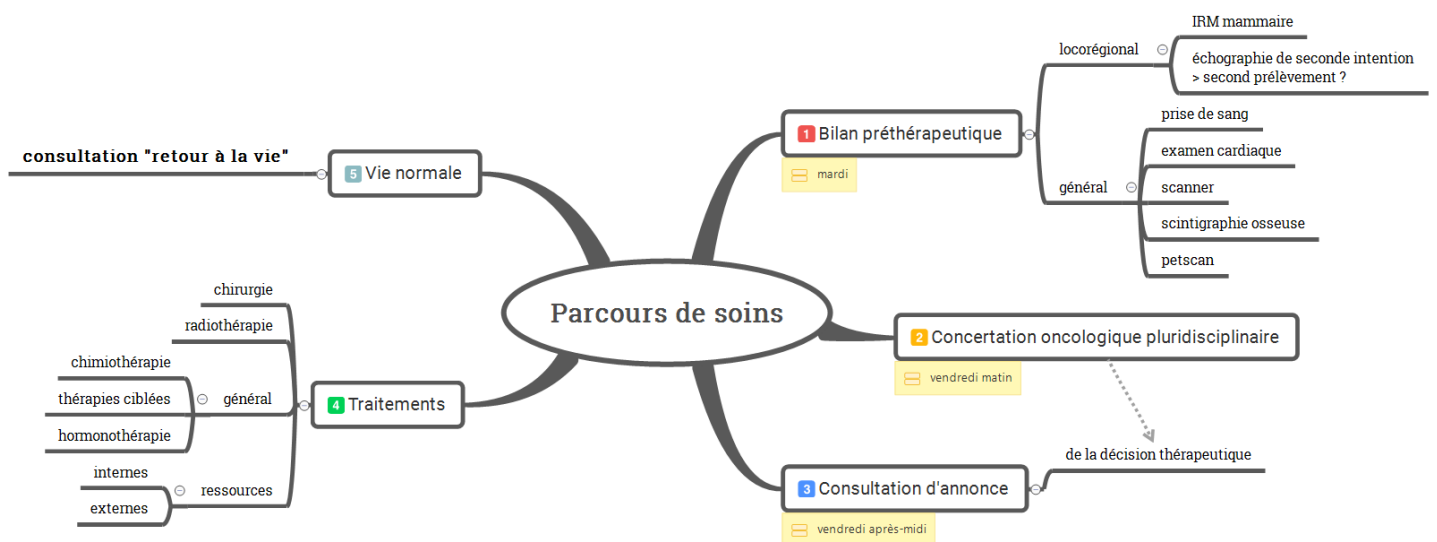 Parcours de soins
1 Bilan préthérapeutique
mardi
locorégional
IRM mammaire
échographie de seconde intention
> second prélèvement ?
général
prise de sang
examen cardiaque
scanner
scintigraphie osseuse
petscan
2 Concertation oncologique pluridisciplinaire
vendredi matin
3 Consultation d'annonce
vendredi après-midi
de la décision thérapeutique
4 Traitements
chirurgie
radiothérapie
général
chimiothérapie
thérapies ciblées
hormonothérapie
ressources
internes
externes
5 Vie normale
consultation "retour à la vie"